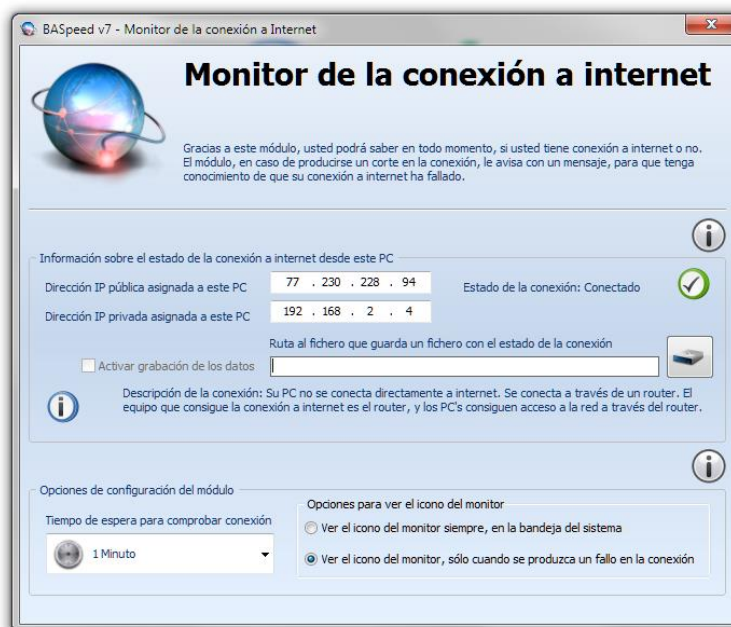 BASpeed v7 - Monitor de la conexión a Internet
Monitor de la conexión a internet
Gracias a este módulo, usted podrá saber en todo momento, si usted tiene conexión a internet o no.
El módulo, en caso de producirse un corte en la conexión, le avisa con un mensaje, para que tenga
conocimiento de que su conexión a internet ha fallado.
Información sobre el estado de la conexión a internet desde este PC
Dirección IP pública asignada a este PC
77 . 230 . 228 . 94
Estado de la conexión: Conectado
Dirección IP privada asignada a este PC
192 . 168 . 2 . 4
Ruta al fichero que guarda un fichero con el estado de la conexión
Activar grabación de los datos
Descripción de la conexión: Su PC no se conecta directamente a internet. Se conecta a través de un router. El
equipo que consigue la conexión a internet es el router, y los PC's consiguen acceso a la red a través del router.
Opciones de configuración del módulo
Tiempo de espera para comprobar conexión
1 Minuto
Opciones para ver el icono del monitor
Ver el icono del monitor siempre, en la bandeja del sistema
Ver el icono del monitor, sólo cuando se produzca un fallo en la conexión